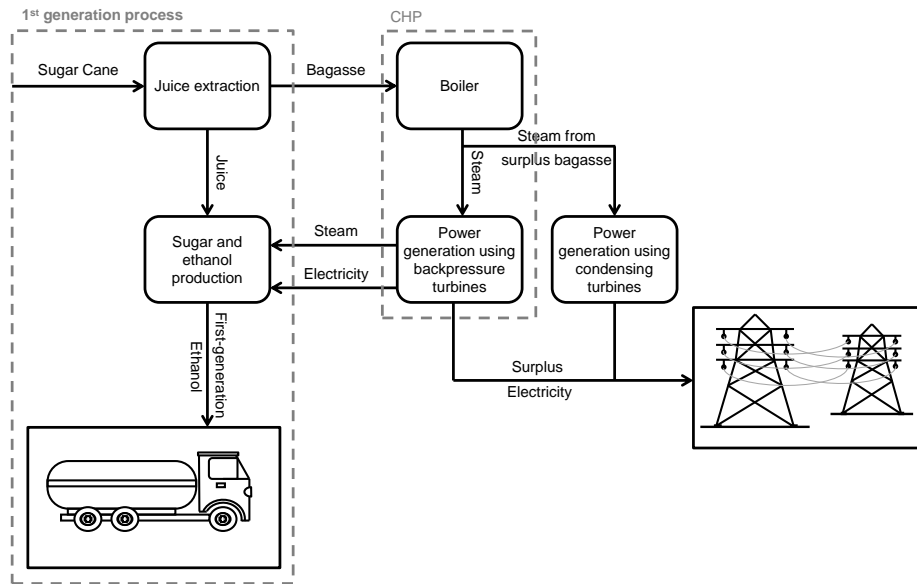 1st generation process
CHP
Sugar Cane
Juice extraction
Bagasse
Boiler
Steam from
surplus bagasse
Juice
Steam
Sugar and
ethanol
production
Steam
Electricity
Power
generation using
backpressure
turbines
Power
generation using
condensing
turbines
First-generation
Ethanol
Surplus
Electricity